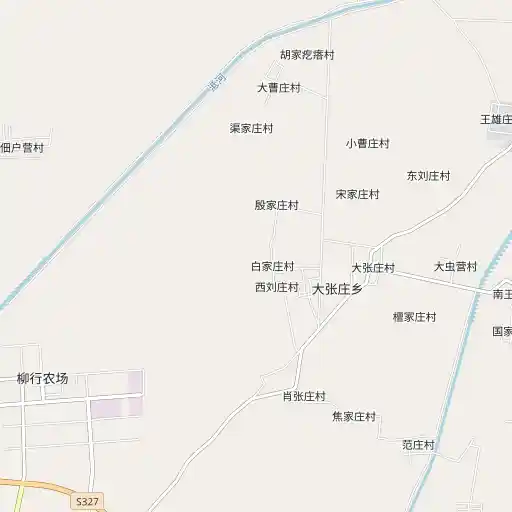 胡家疙瘩村
洰河
大曹庄村
王雄庄
渠家庄村
小曹庄村
佃户营村
东刘庄村
宋家庄村
殷家庄村
白家庄村
大张庄村
大虫营村
西刘庄村
大张庄乡
南王
檀家庄村
国家
柳行农场
肖张庄村
焦家庄村
范庄村
S327